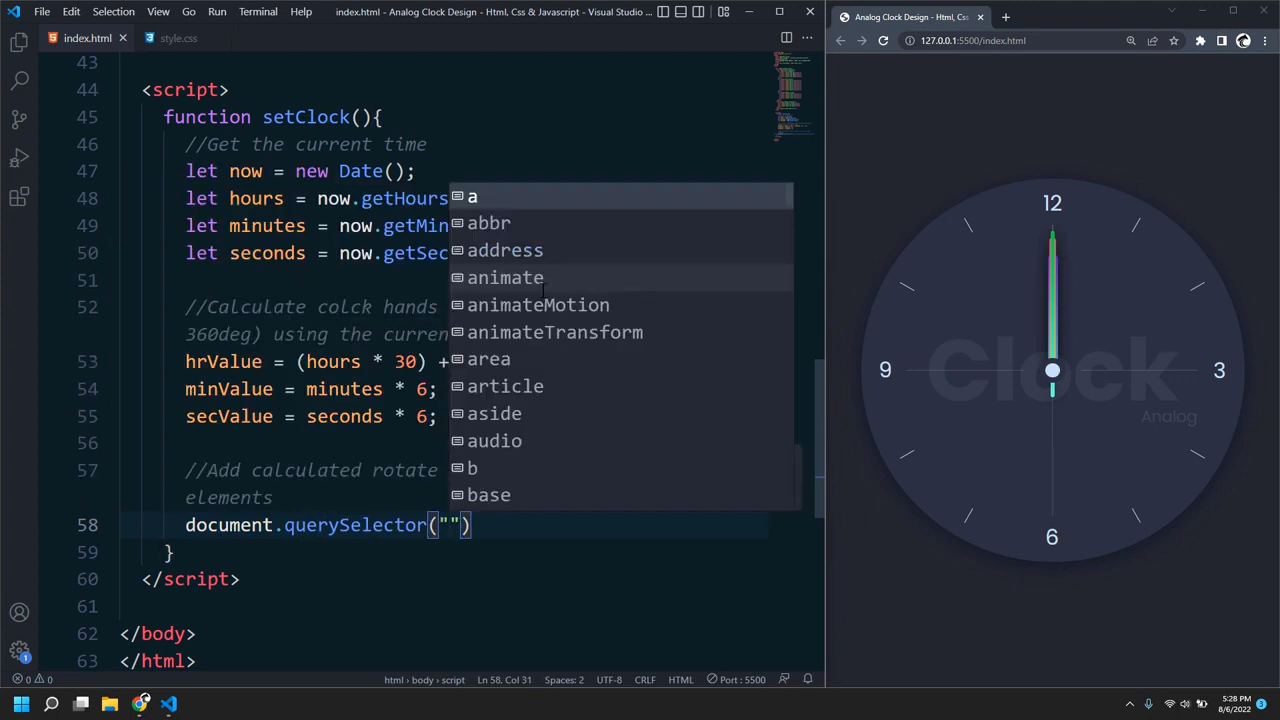 File Edit Selection View Go Run Terminal Help index.html - Analog Clock Design - Html, Css & Javascript - Visual Studio ...
index.html style.css
43
44 <script>
45 function setClock(){
46 //Get the current time
47 let now = new Date();
48 let hours = now.getHours
49 let minutes = now.getMin
50 let seconds = now.getSec
51
52 //Calculate colck hands
360deg) using the current
53 hrValue = (hours * 30) +
54 minValue = minutes * 6;
55 secValue = seconds * 6;
56
57 //Add calculated rotate
elements
58 document.querySelector("")
59 }
60 </script>
61
62 </body>
63 </html>
a
abbr
address
animate
animateMotion
animateTransform
area
article
aside
audio
b
base
0 0 html > body > script Ln 58, Col 31 Spaces: 2 UTF-8 CRLF HTML Port : 5500
1
Analog Clock Design - Html, Css
127.0.0.1:5500/index.html
12
9 Clock 3
Analog
6
5:28 PM
8/6/2022
3